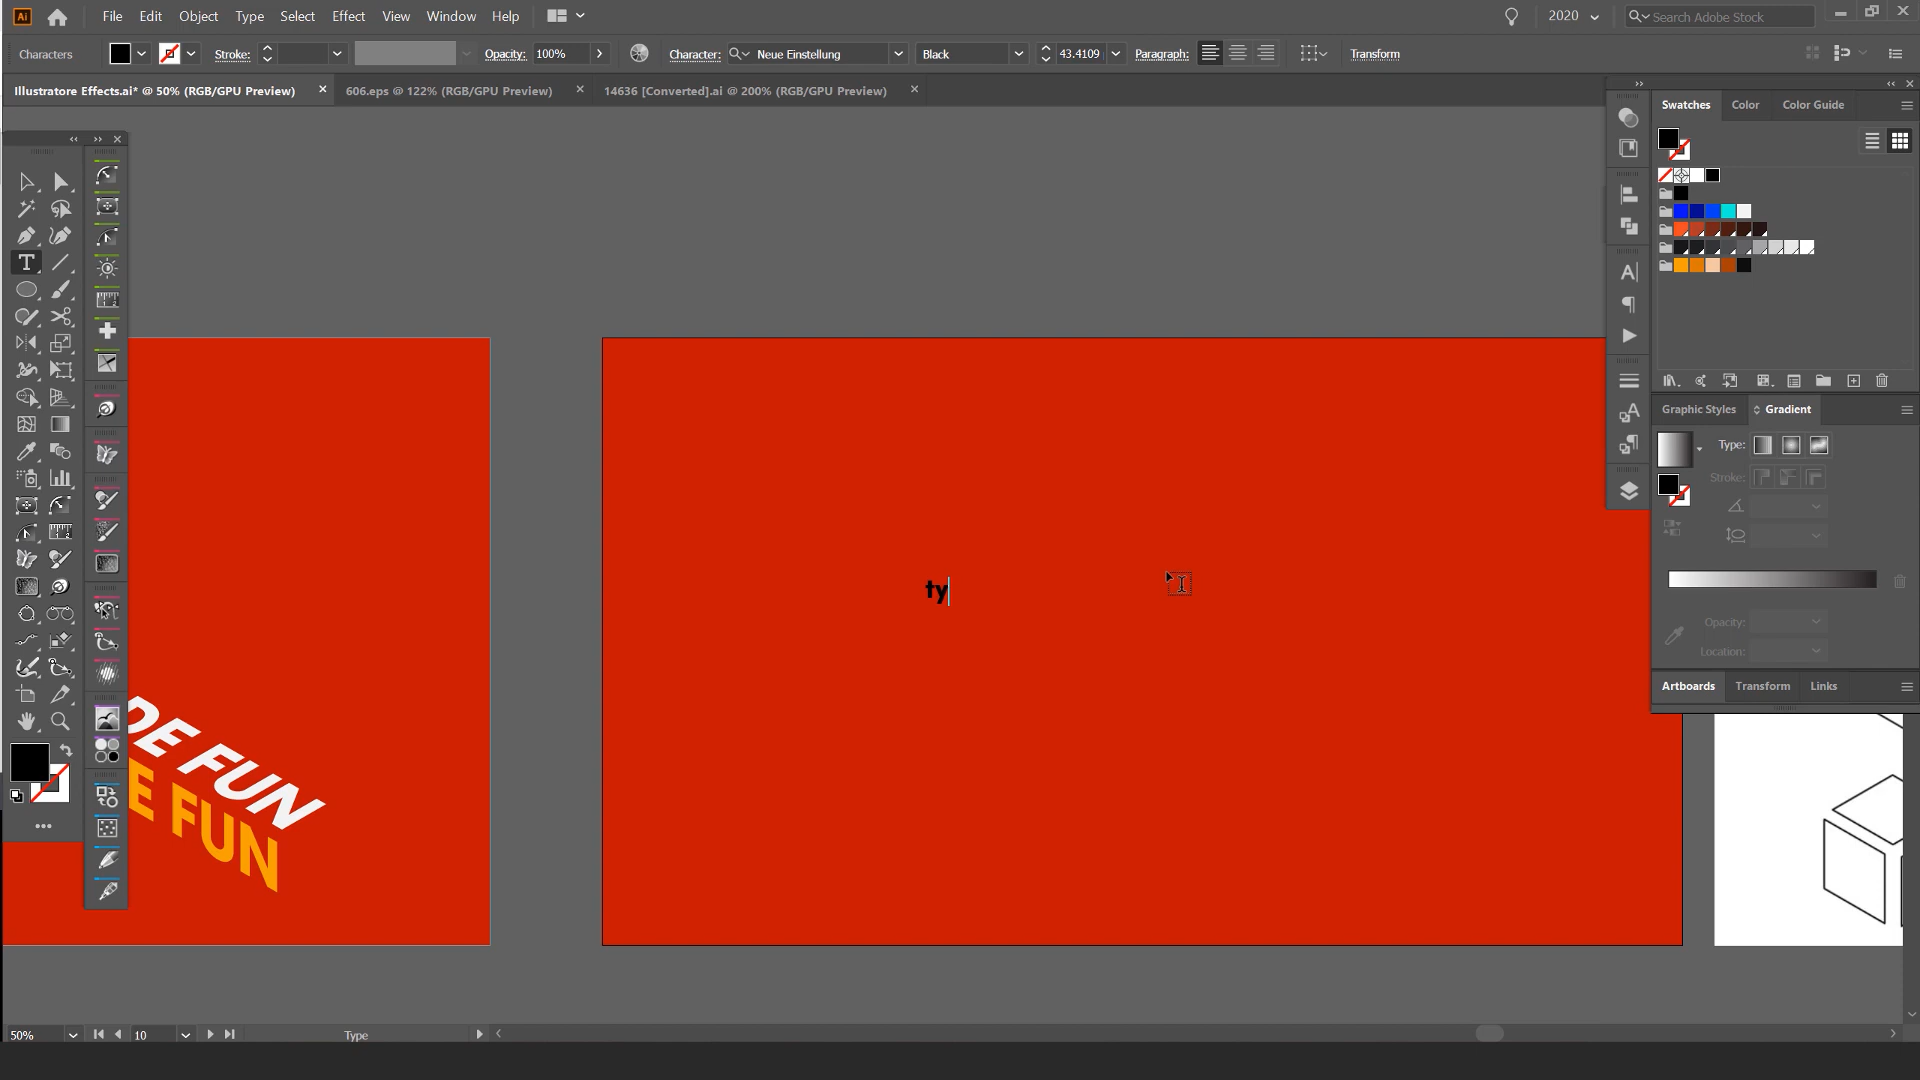 Ai File Edit Object Type Select Effect View Window Help 2020 Search Adobe Stock
Characters Stroke: Opacity: 100% Character: Neue Einstellung Black 43.4109 Paragraph: Transform
Illustratore Effects.ai* @ 50% (RGB/GPU Preview) 606.eps @ 122% (RGB/GPU Preview) 14636 [Converted].ai @ 200% (RGB/GPU Preview)
Swatches Color Color Guide
Graphic Styles Gradient
Type:
Stroke:
ty
Opacity:
Location:
Artboards Transform Links
DE FUN
E FUN
50% 10 Type